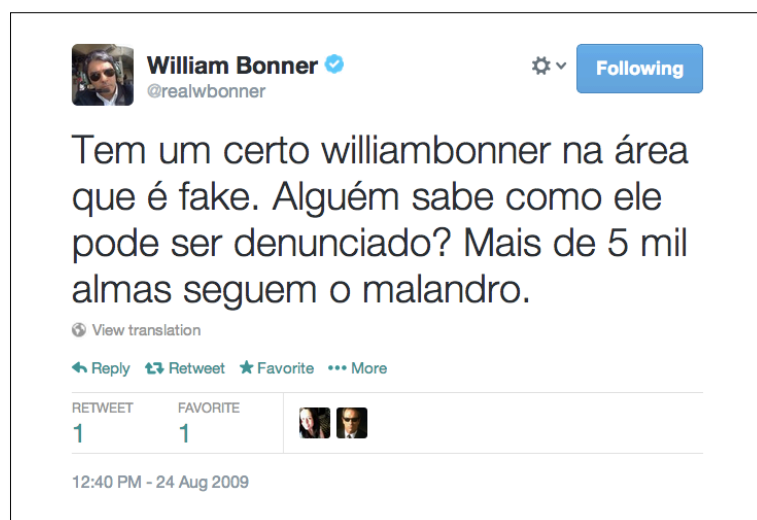 William Bonner
@realwbonner
Following
Tem um certo williambonner na área
que é fake. Alguém sabe como ele
pode ser denunciado? Mais de 5 mil
almas seguem o malandro.
View translation
Reply Retweet Favorite More
RETWEET FAVORITE
1 1
12:40 PM - 24 Aug 2009